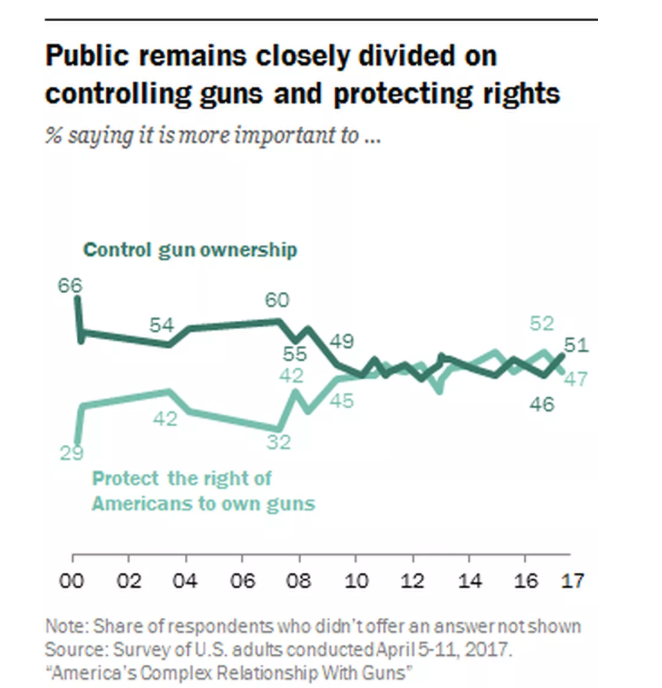 Public remains closely divided on
controlling guns and protecting rights
% saying it is more important to ...
Control gun ownership
66
54
60
55
49
52
51
42
42
45
47
46
32
29
Protect the right of
Americans to own guns
00 02 04 06 08 10 12 14 16 17
Note: Share of respondents who didn't offer an answer not shown
Source: Survey of U.S. adults conducted April 5-11, 2017.
“America's Complex Relationship With Guns”